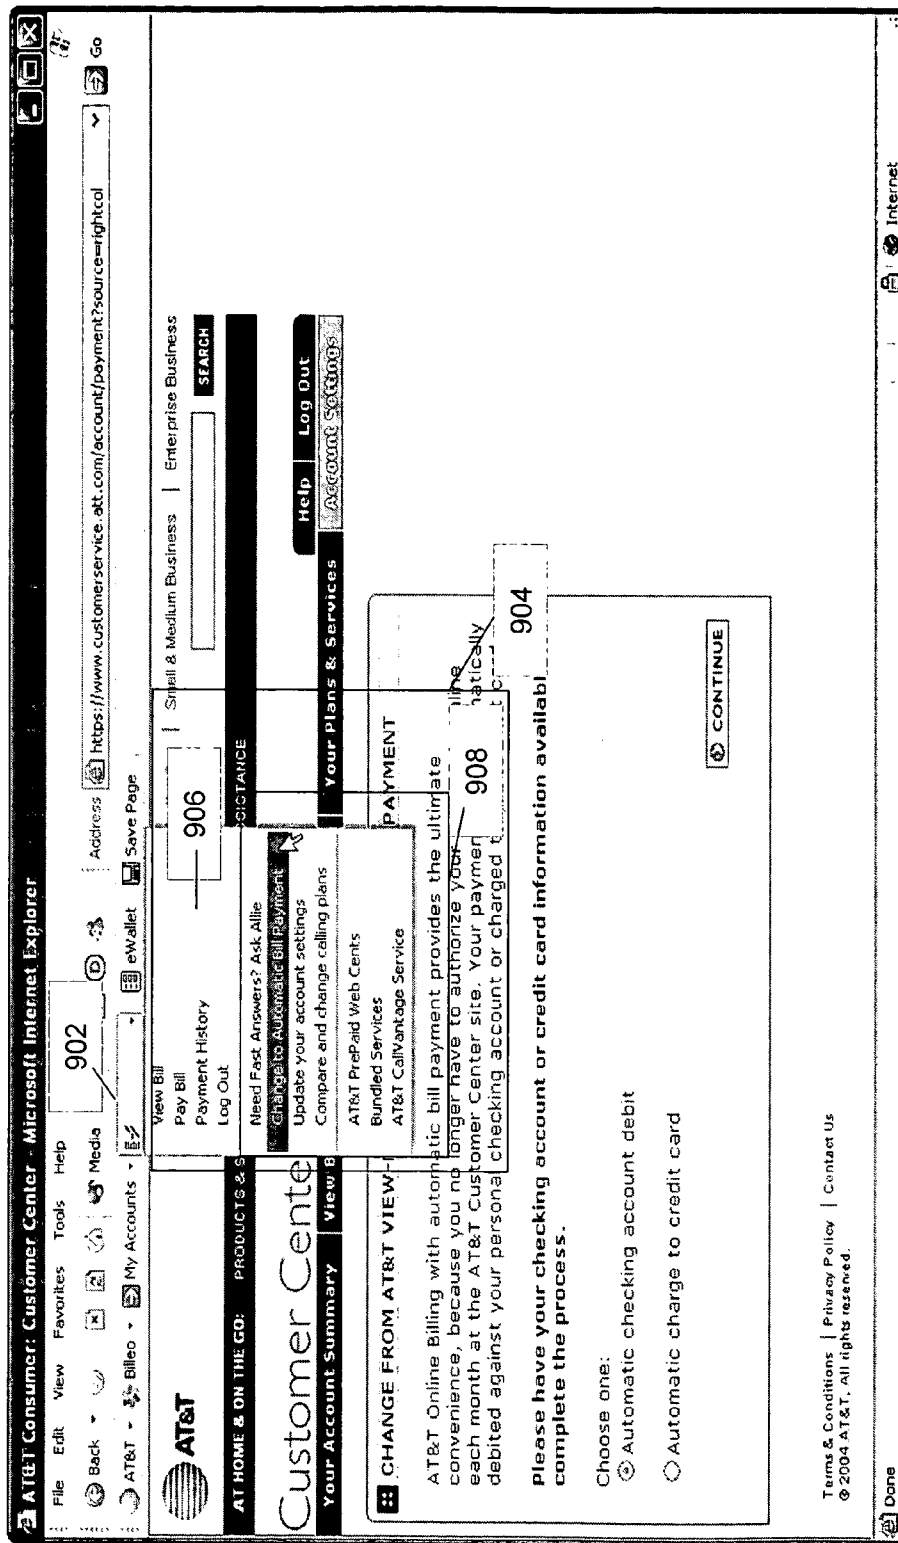 AT&T Consumer: Customer Center - Microsoft Internet Explorer
File Edit View Favorites Tools Help
902
Back Media
Address https://www.customerservice.att.com/account/payment?source=rightcol Go
AT&T Billeo My Accounts eWallet Save Page
AT&T
View Bill
Pay Bill
Payment History
Log Out
906
Small & Medium Business | Enterprise Business
SEARCH
AT HOME & ON THE GO: PRODUCTS & S
Need Fast Answers? Ask Allie
Change to Automatic Bill Payment
Update your account settings
Compare and change calling plans
AT&T PrePaid Web Cents
Bundled Services
AT&T CallVantage Service
Customer Cente
Help | Log Out
Your Account Summary View B
Your Plans & Services Account Settings
CHANGE FROM AT&T VIEW- PAYMENT
AT&T Online Billing with automatic bill payment provides the ultimate
convenience, because you no longer have to authorize your
each month at the AT&T Customer Center site. Your paymen
debited against your personal checking account or charged t
908
904
Please have your checking account or credit card information availabl
complete the process.
Choose one:
Automatic checking account debit
Automatic charge to credit card
CONTINUE
Terms & Conditions | Privacy Policy | Contact Us
© 2004 AT&T. All rights reserved.
Done Internet